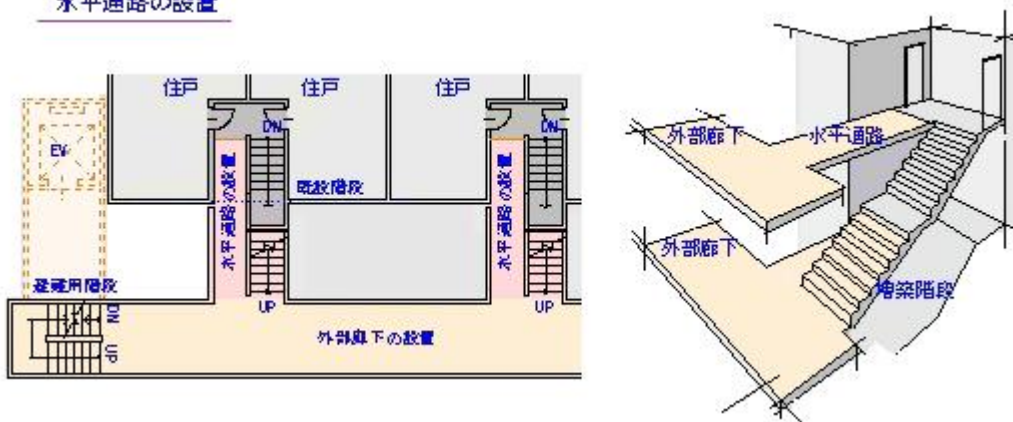 水平通路の設置
住戸
住戸
住戸
DN
DN
EV
水平通路の設置
既設階段
水平通路の設置
避難用階段
DN
UP
UP
UP
外部廊下の設置
外部廊下
水平通路
外部廊下
増築階段